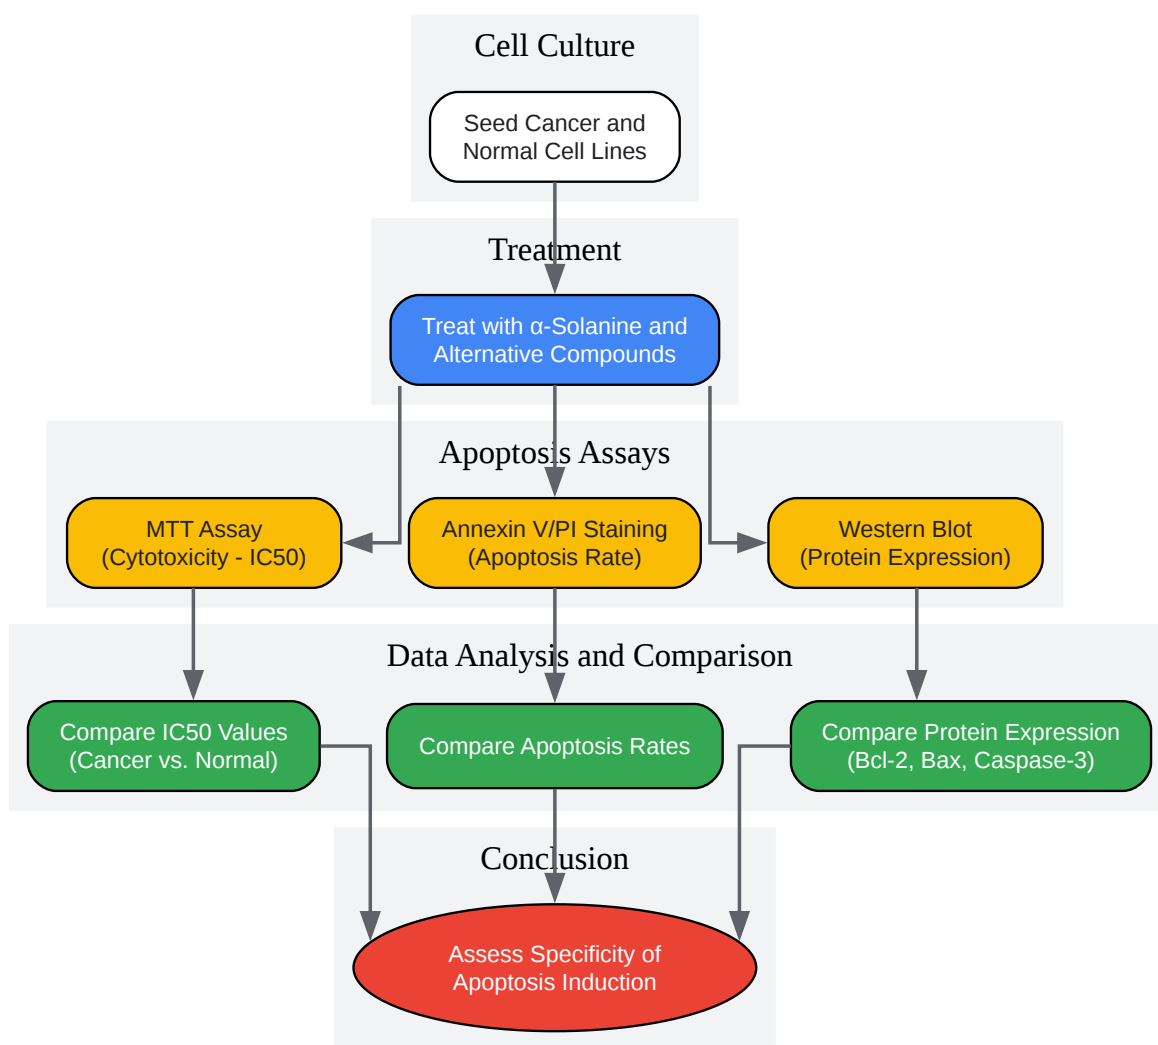 Cell Culture
Seed Cancer and
Normal Cell Lines
Treatment
Treat with α-Solanine and
Alternative Compounds
Apoptosis Assays
MTT Assay
(Cytotoxicity - IC50)
Annexin V/PI Staining
(Apoptosis Rate)
Western Blot
(Protein Expression)
Data Analysis and Comparison
Compare IC50 Values
(Cancer vs. Normal)
Compare Apoptosis Rates
Compare Protein Expression
(Bcl-2, Bax, Caspase-3)
Conclusion
Assess Specificity of
Apoptosis Induction